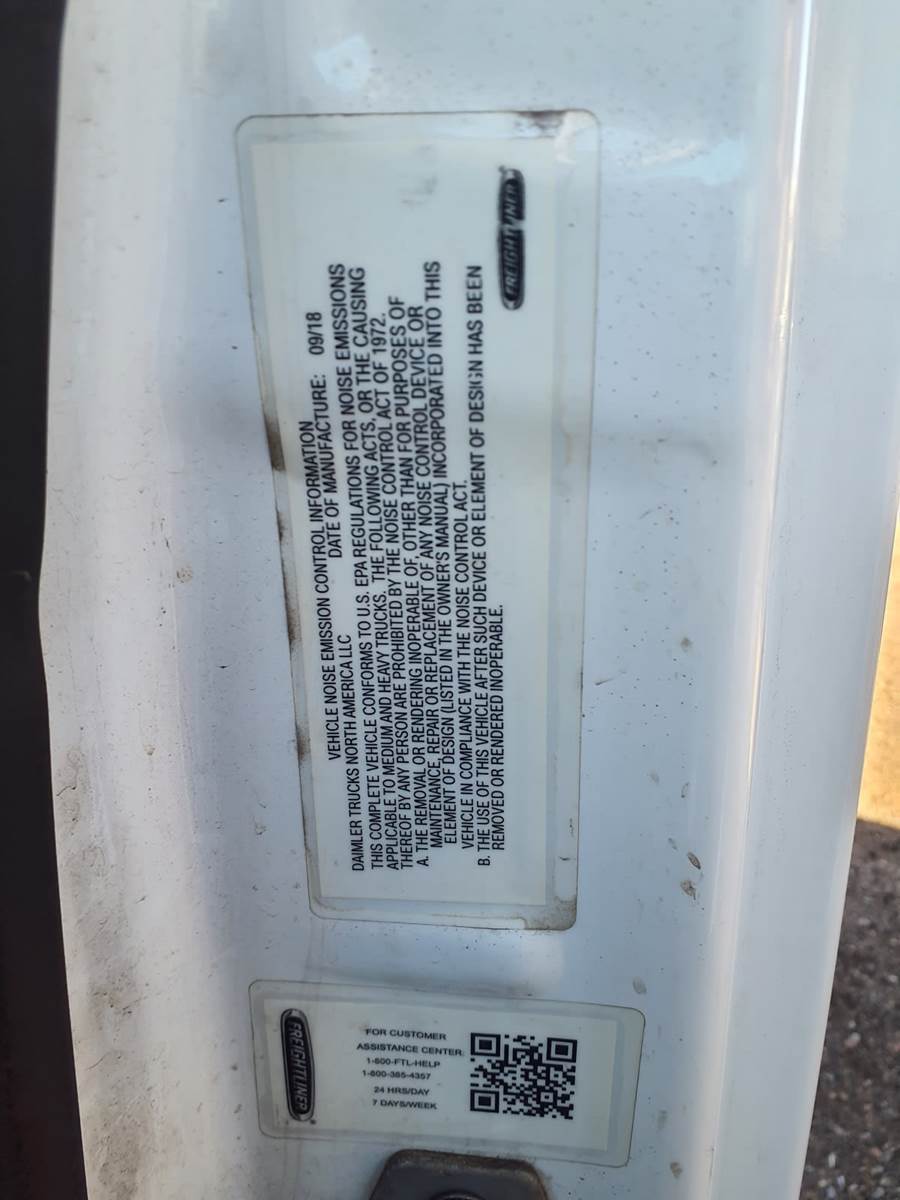 VEHICLE NOISE EMISSION CONTROL INFORMATION
DAIMLER TRUCKS NORTH AMERICA LLC DATE OF MANUFACTURE: 09/18
THIS COMPLETE VEHICLE CONFORMS TO U.S. EPA REGULATIONS FOR NOISE EMISSIONS
APPLICABLE TO MEDIUM AND HEAVY TRUCKS. THE FOLLOWING ACTS, OR THE CAUSING
THEREOF BY ANY PERSON ARE PROHIBITED BY THE NOISE CONTROL ACT OF 1972.
A. THE REMOVAL OR RENDERING INOPERABLE OF, OTHER THAN FOR PURPOSES OF
MAINTENANCE, REPAIR OR REPLACEMENT OF ANY NOISE CONTROL DEVICE OR
ELEMENT OF DESIGN (LISTED IN THE OWNER'S MANUAL) INCORPORATED INTO THIS
VEHICLE IN COMPLIANCE WITH THE NOISE CONTROL ACT.
B. THE USE OF THIS VEHICLE AFTER SUCH DEVICE OR ELEMENT OF DESIGN HAS BEEN
REMOVED OR RENDERED INOPERABLE.
FREIGHTLINER
FREIGHTLINER
FOR CUSTOMER
ASSISTANCE CENTER:
1-800-FTL-HELP
1-800-385-4357
24 HRS/DAY
7 DAYS/WEEK